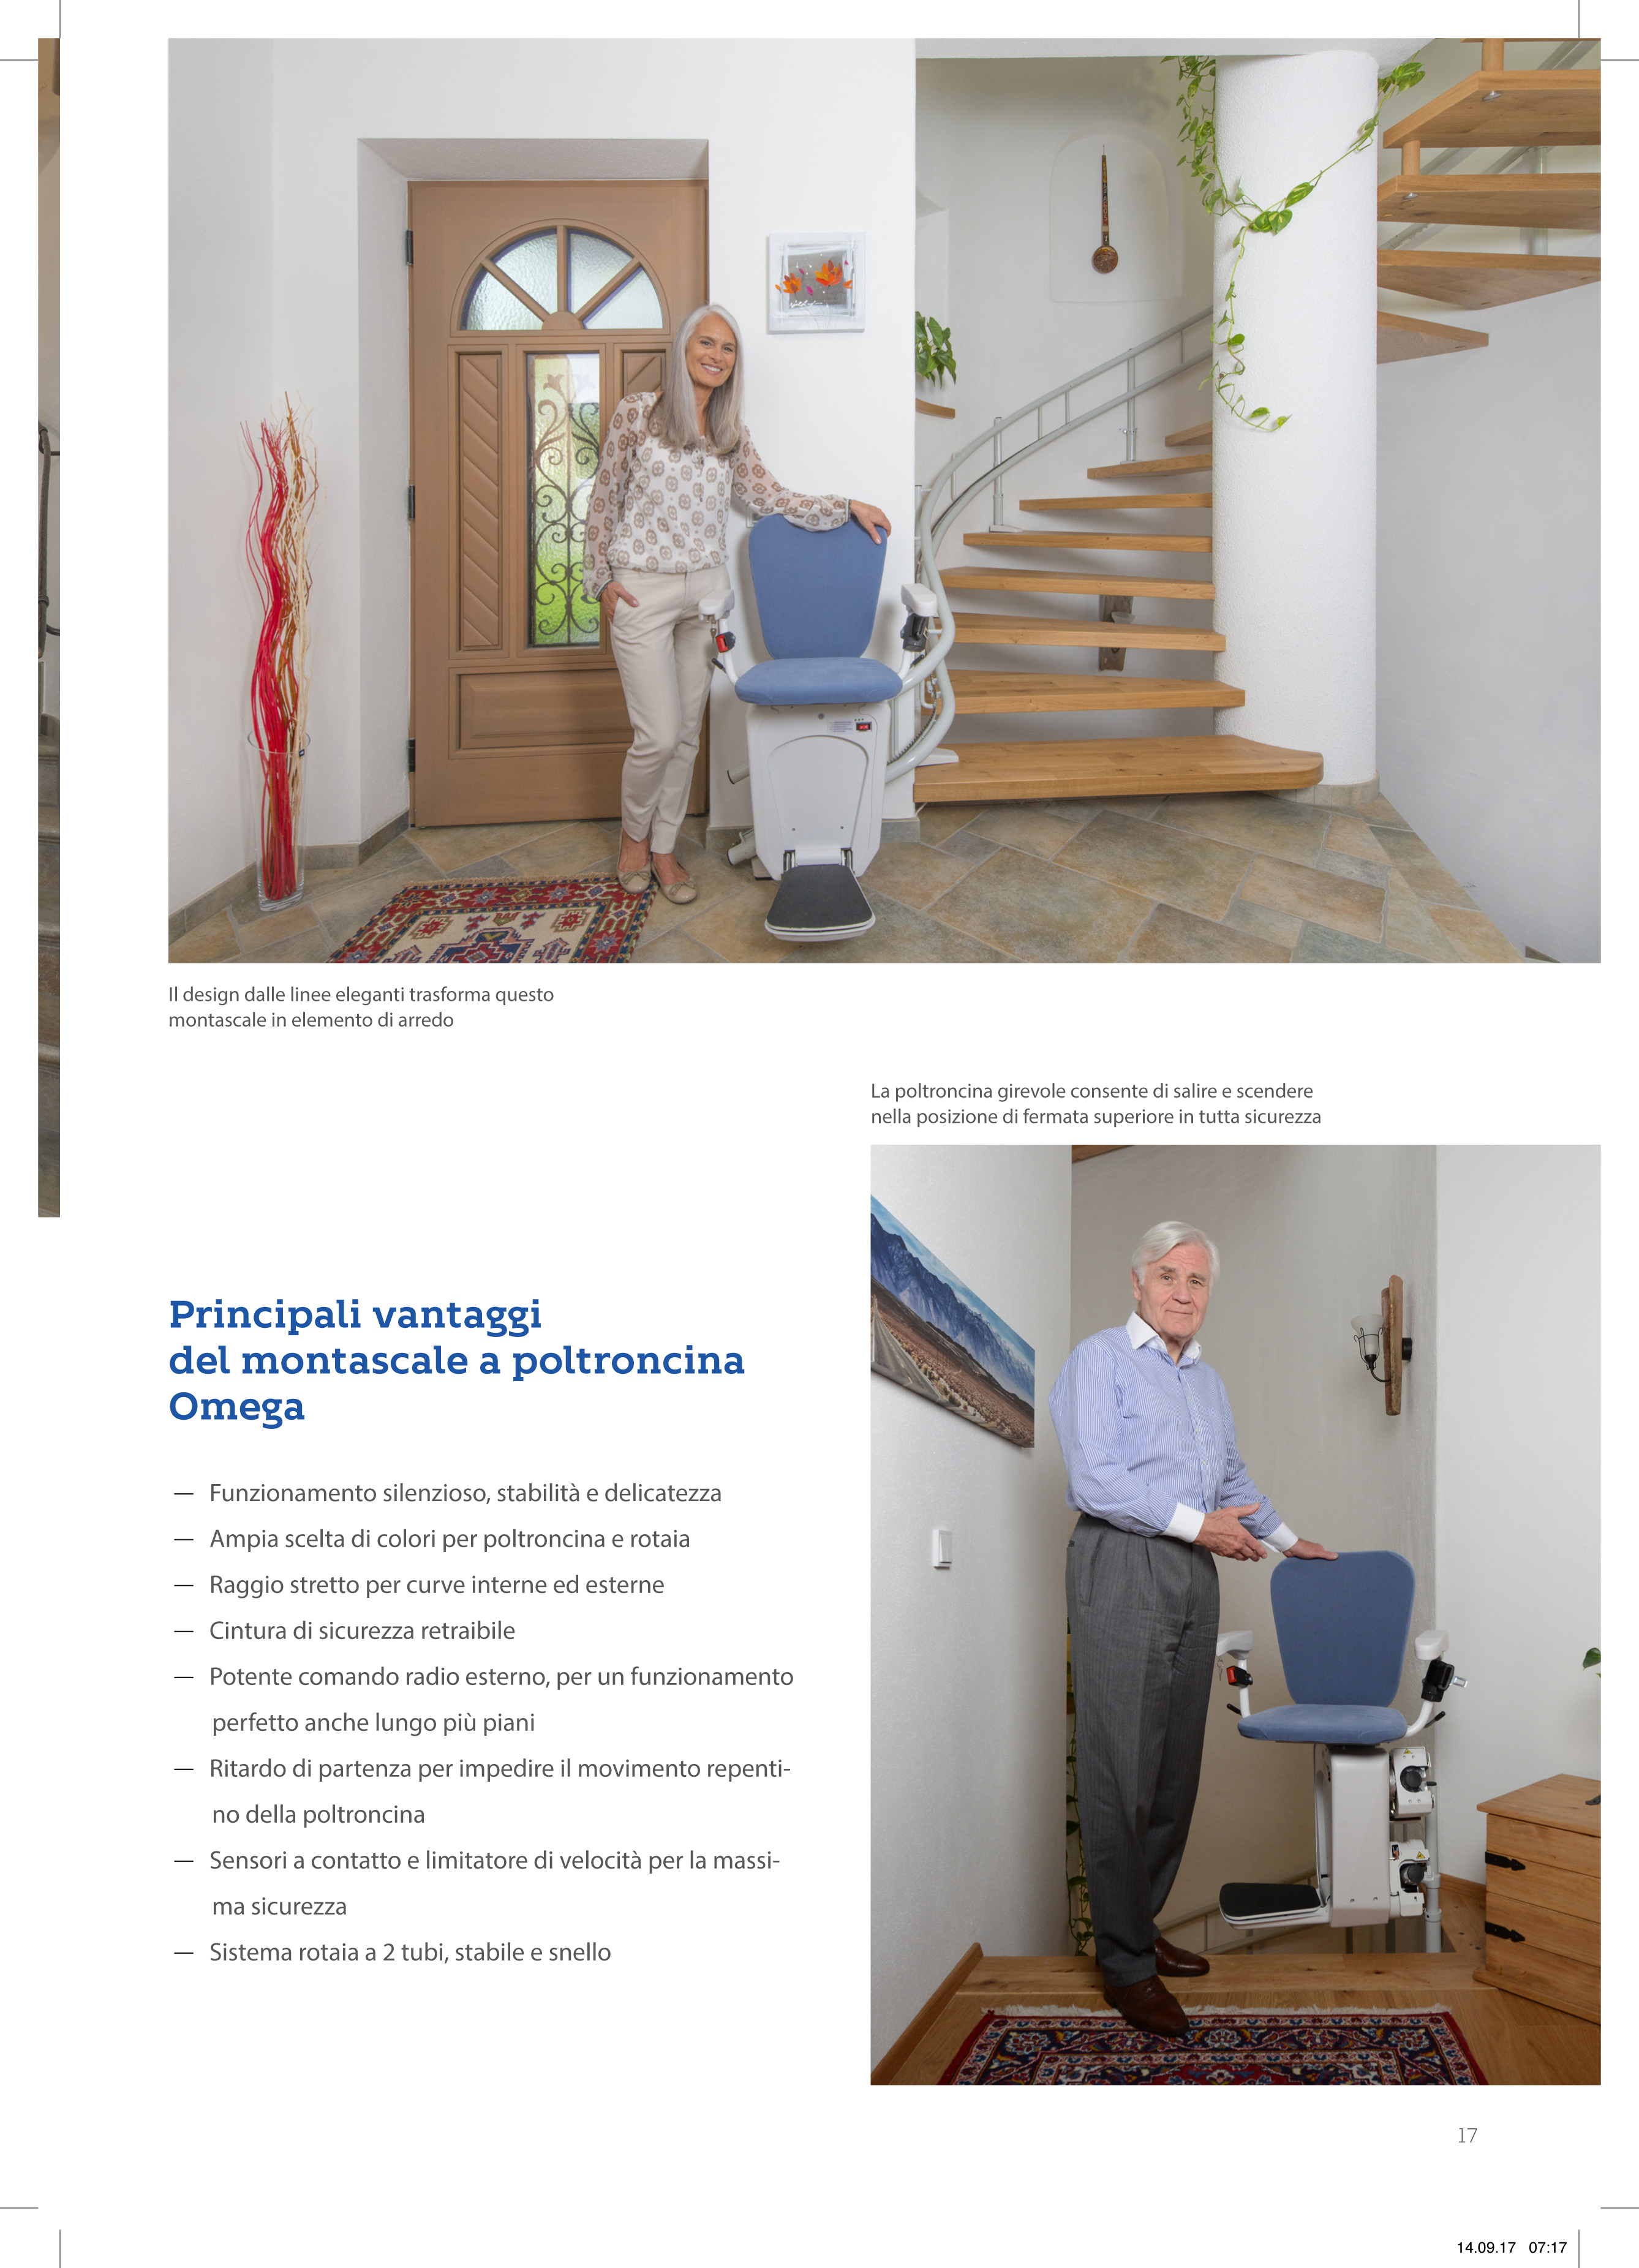 Il design dalle linee eleganti trasforma questo
montascale in elemento di arredo
La poltroncina girevole consente di salire e scendere
nella posizione di fermata superiore in tutta sicurezza
Principali vantaggi
del montascale a poltroncina
Omega
— Funzionamento silenzioso, stabilità e delicatezza
— Ampia scelta di colori per poltroncina e rotaia
— Raggio stretto per curve interne ed esterne
— Cintura di sicurezza retraibile
— Potente comando radio esterno, per un funzionamento
perfetto anche lungo più piani
— Ritardo di partenza per impedire il movimento repenti-
no della poltroncina
— Sensori a contatto e limitatore di velocità per la massi-
ma sicurezza
— Sistema rotaia a 2 tubi, stabile e snello
17
14.09.17 07:17